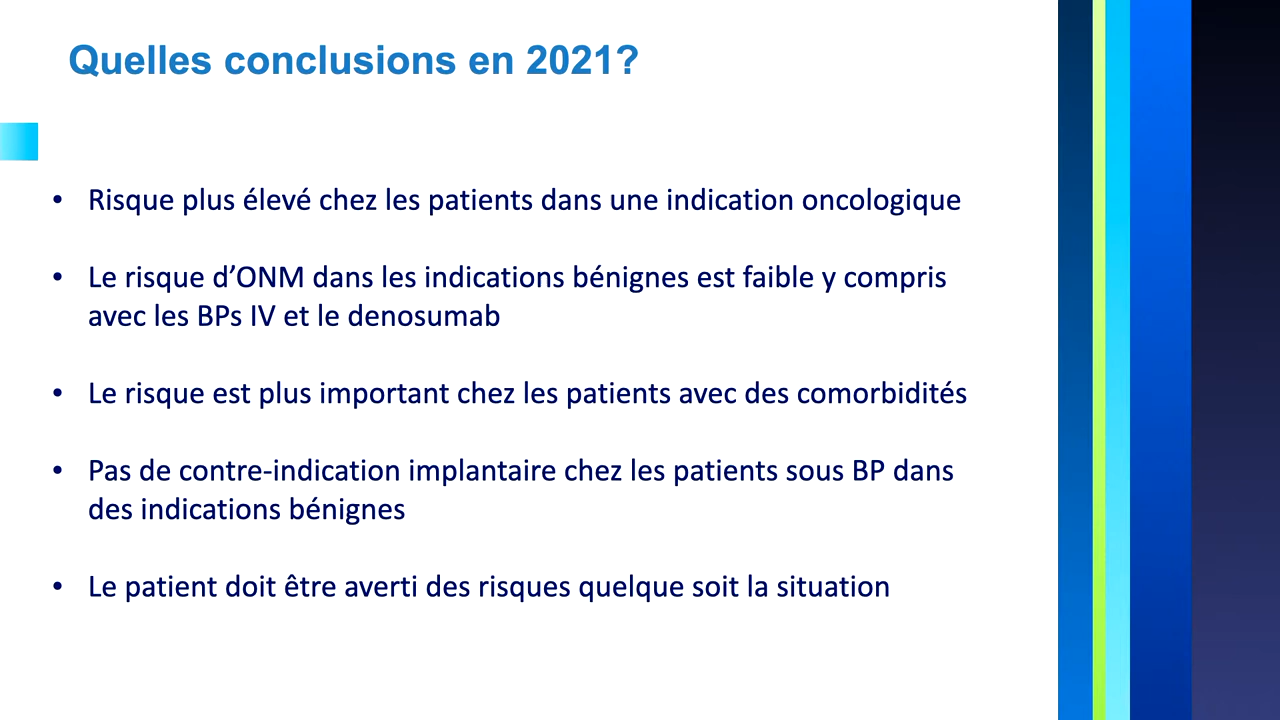 Quelles conclusions en 2021?
• Risque plus élevé chez les patients dans une indication oncologique
• Le risque d’ONM dans les indications bénignes est faible y compris
avec les BPs IV et le denosumab
• Le risque est plus important chez les patients avec des comorbidités
• Pas de contre-indication implantaire chez les patients sous BP dans
des indications bénignes
• Le patient doit être averti des risques quelque soit la situation